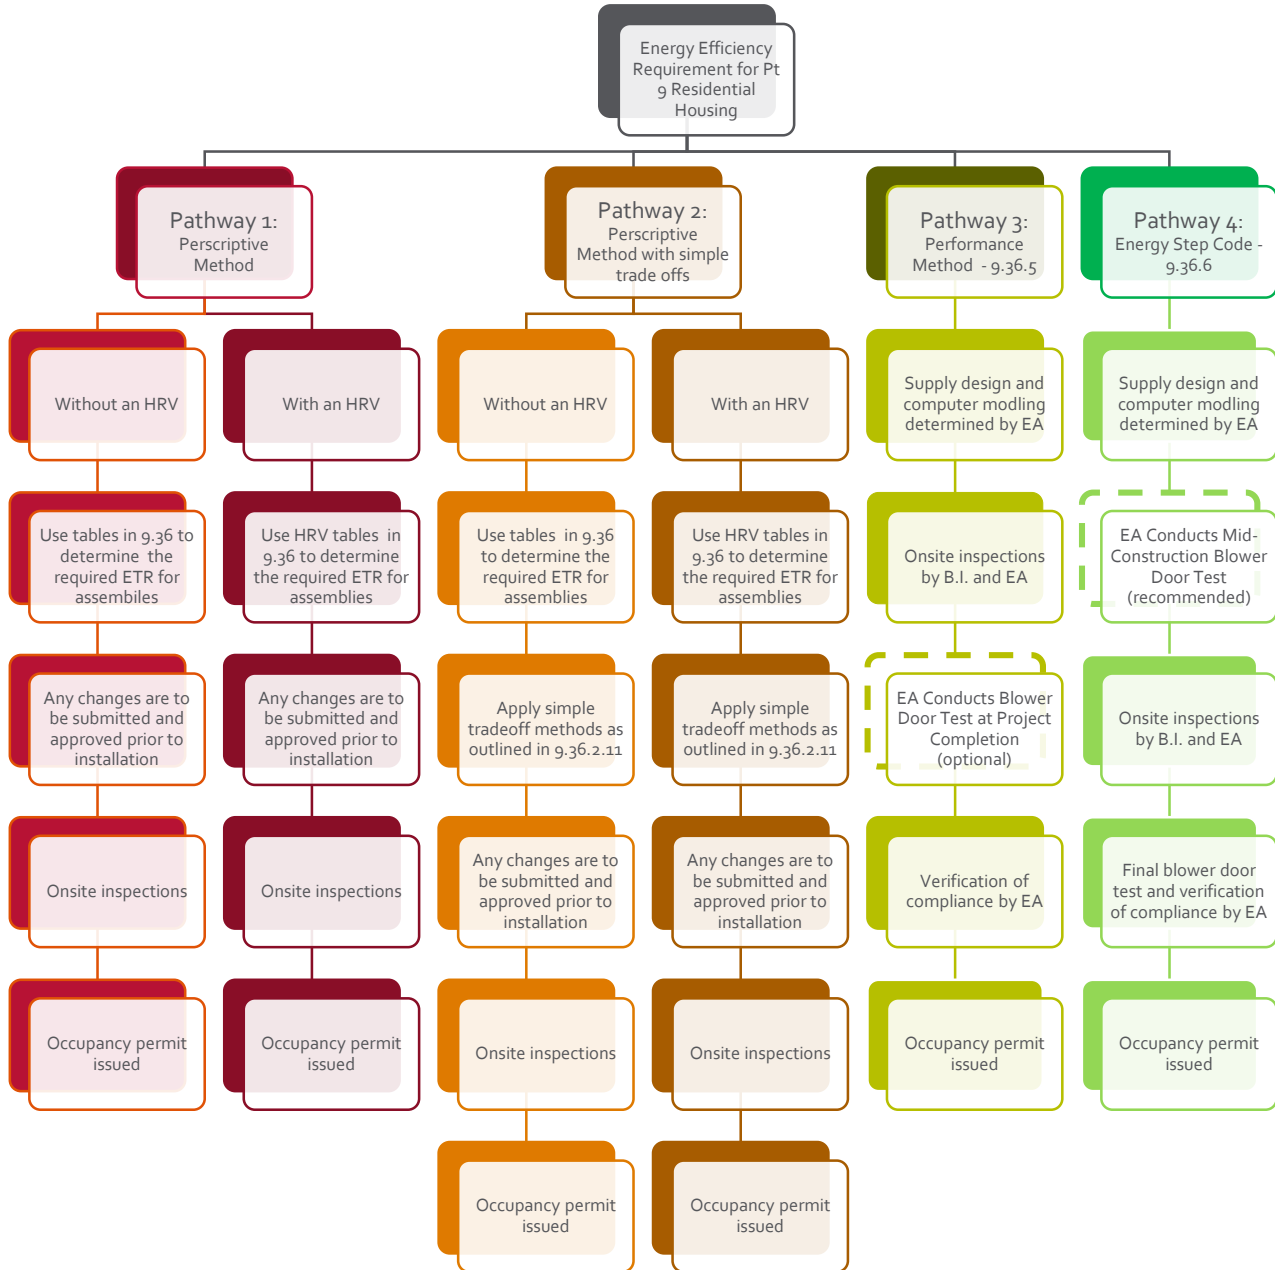 Energy Efficiency
Requirement for Pt
9 Residential
Housing
Pathway 1:
Perscriptive
Method
Pathway 2:
Perscriptive
Method with simple
trade offs
Pathway 3:
Performance
Method - 9.36.5
Pathway 4:
Energy Step Code -
9.36.6
Without an HRV
With an HRV
Without an HRV
With an HRV
Supply design and
computer modling
determined by EA
Supply design and
computer modling
determined by EA
Use tables in 9.36 to
determine the
required ETR for
assembiles
Use HRV tables in
9.36 to determine
the required ETR for
assemblies
Use tables in 9.36
to determine the
required ETR for
assemblies
Use HRV tables in
9.36 to determine
the required ETR for
assemblies
Onsite inspections
by B.I. and EA
EA Conducts Mid-
Construction Blower
Door Test
(recommended)
Any changes are to
be submitted and
approved prior to
installation
Any changes are to
be submitted and
approved prior to
installation
Apply simple
tradeoff methods as
outlined in 9.36.2.11
Apply simple
tradeoff methods as
outlined in 9.36.2.11
EA Conducts Blower
Door Test at Project
Completion
(optional)
Onsite inspections
by B.I. and EA
Onsite inspections
Onsite inspections
Any changes are to
be submitted and
approved prior to
installation
Any changes are to
be submitted and
approved prior to
installation
Verification of
compliance by EA
Final blower door
test and verification
of compliance by EA
Occupancy permit
issued
Occupancy permit
issued
Onsite inspections
Onsite inspections
Occupancy permit
issued
Occupancy permit
issued
Occupancy permit
issued
Occupancy permit
issued